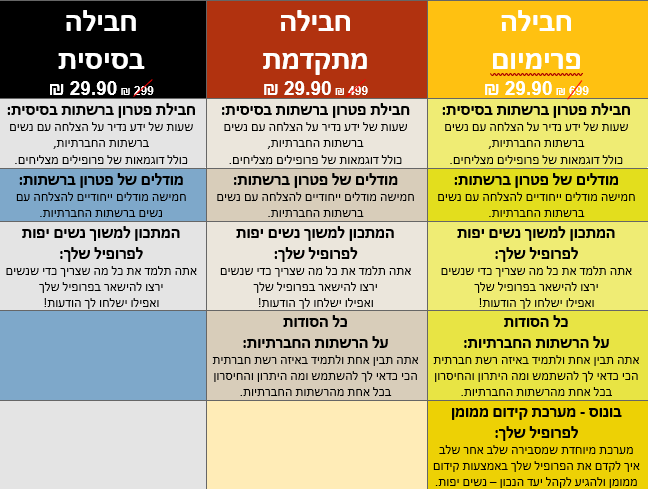 חבילה
פרימיום
699 ₪ 29.90 ₪
חבילת פטרון ברשתות בסיסית:
שעות של ידע נדיר על הצלחה עם נשים
ברשתות החברתיות,
כולל דוגמאות של פרופילים מצליחים.
מודלים של פטרון ברשתות:
חמישה מודלים ייחודיים להצלחה עם נשים
ברשתות החברתיות.
המתכון למשוך נשים יפות
לפרופיל שלך:
אתה תלמד את כל מה שצריך כדי שנשים
ירצו להישאר בפרופיל שלך
ואפילו ישלחו לך הודעות!
כל הסודות
על הרשתות החברתיות:
אתה תבין אחת ולתמיד באיזה רשת חברתית
הכי כדאי לך להשתמש ומה היתרון והחיסרון
בכל אחת מהרשתות החברתיות.
בונוס - מערכת קידום ממומן
לפרופיל שלך:
מערכת מיוחדת שמסבירה שלב אחר שלב
איך לקדם את הפרופיל שלך באמצעות קידום
ממומן ולהגיע לקהל יעד הנכון – נשים יפות.
חבילה
מתקדמת
499 ₪ 29.90 ₪
חבילת פטרון ברשתות בסיסית:
שעות של ידע נדיר על הצלחה עם נשים
ברשתות החברתיות,
כולל דוגמאות של פרופילים מצליחים.
מודלים של פטרון ברשתות:
חמישה מודלים ייחודיים להצלחה עם נשים
ברשתות החברתיות.
המתכון למשוך נשים יפות
לפרופיל שלך:
אתה תלמד את כל מה שצריך כדי שנשים
ירצו להישאר בפרופיל שלך
ואפילו ישלחו לך הודעות!
כל הסודות
על הרשתות החברתיות:
אתה תבין אחת ולתמיד באיזה רשת חברתית
הכי כדאי לך להשתמש ומה היתרון והחיסרון
בכל אחת מהרשתות החברתיות.
חבילה
בסיסית
299 ₪ 29.90 ₪
חבילת פטרון ברשתות בסיסית:
שעות של ידע נדיר על הצלחה עם נשים
ברשתות החברתיות,
כולל דוגמאות של פרופילים מצליחים.
מודלים של פטרון ברשתות:
חמישה מודלים ייחודיים להצלחה עם
נשים ברשתות החברתיות.
המתכון למשוך נשים יפות
לפרופיל שלך:
אתה תלמד את כל מה שצריך כדי שנשים
ירצו להישאר בפרופיל שלך
ואפילו ישלחו לך הודעות!